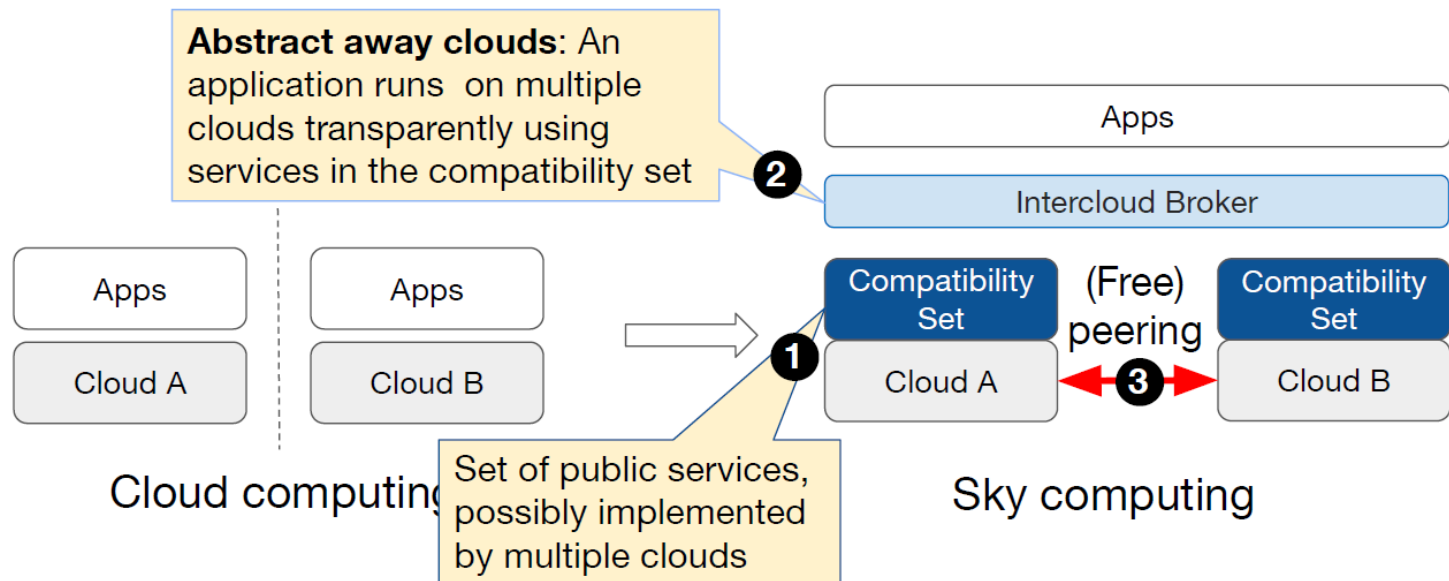 Abstract away clouds: An
application runs on multiple
clouds transparently using
services in the compatibility set
2
Apps
Intercloud Broker
Apps
Apps
Cloud A
Cloud B
Compatibility
Set
(Free)
peering
Compatibility
Set
1
Cloud A
3
Cloud B
Set of public services,
possibly implemented
by multiple clouds
Cloud computing
Sky computing